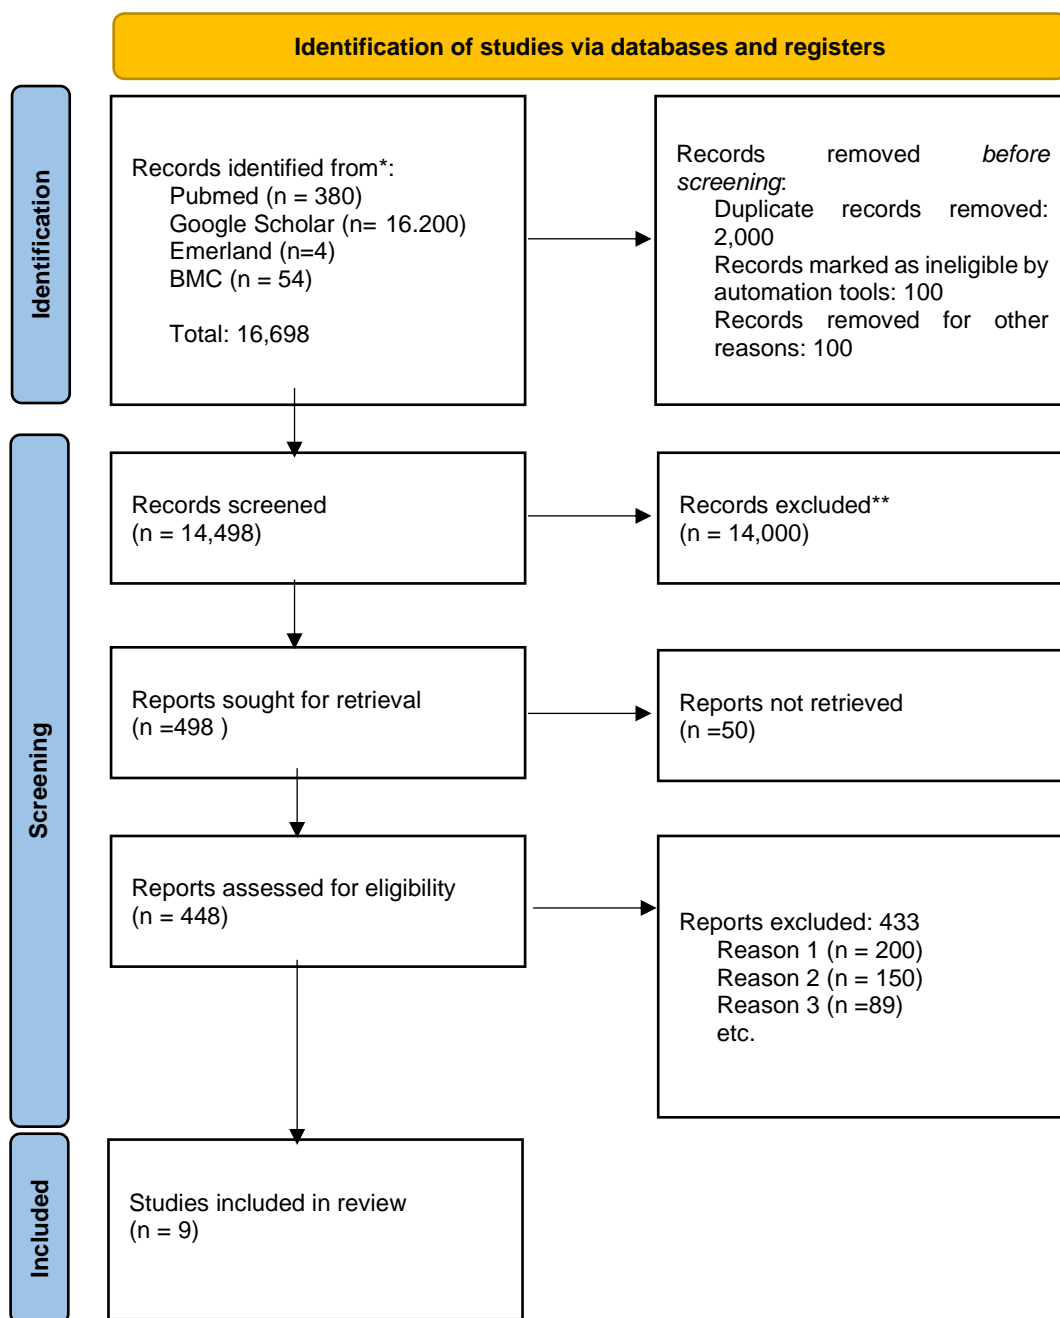 Identification of studies via databases and registers
Identification
Records identified from*:
Pubmed (n = 380)
Google Scholar (n= 16.200)
Emerland (n=4)
BMC (n = 54)
Total: 16,698
Records removed before
screening:
Duplicate records removed:
2,000
Records marked as ineligible by
automation tools: 100
Records removed for other
reasons: 100
Screening
Records screened
(n = 14,498)
Records excluded**
(n = 14,000)
Reports sought for retrieval
(n =498 )
Reports not retrieved
(n =50)
Reports assessed for eligibility
(n = 448)
Reports excluded: 433
Reason 1 (n = 200)
Reason 2 (n = 150)
Reason 3 (n =89)
etc.
Included
Studies included in review
(n = 9)